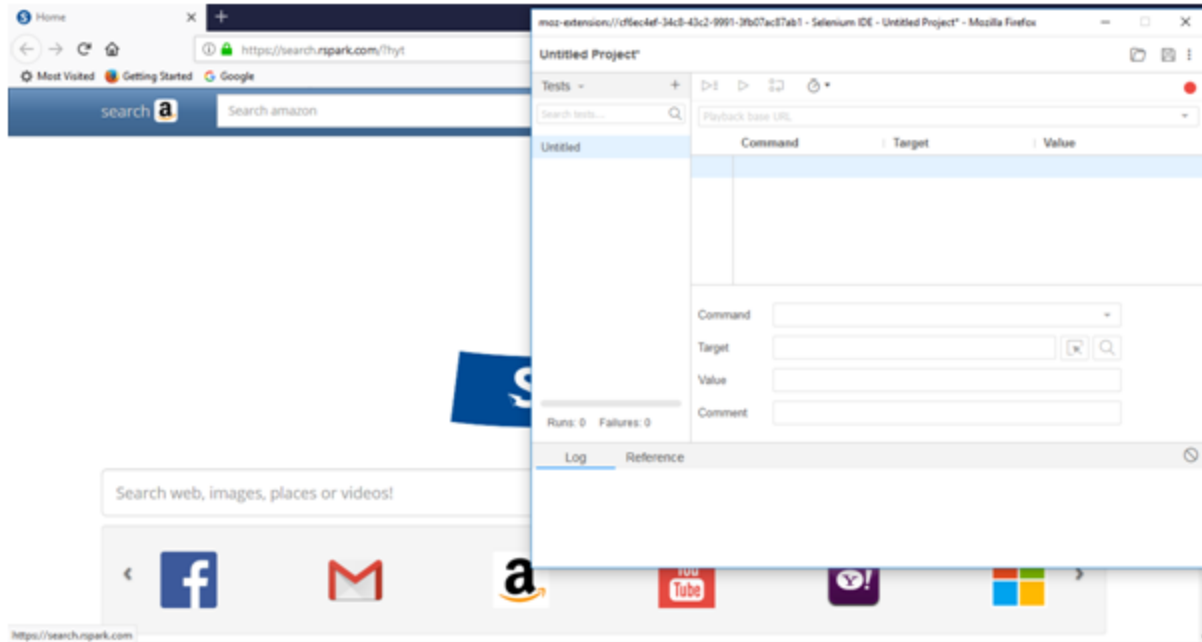 Home
https://search.rspark.com/?hyt
Most Visited Getting Started Google
search a
Search amazon
S
Search web, images, places or videos!
f
a
You
Tube
Y!
https://search.rspark.com
moz-extension://cf6ec4ef-34c8-43c2-9991-3fb07ac87ab1 - Selenium IDE - Untitled Project* - Mozilla Firefox
Untitled Project*
Tests
Search tests...
Untitled
Runs: 0 Failures: 0
Playback base URL
Command Target Value
Command
Target
Value
Comment
Log Reference